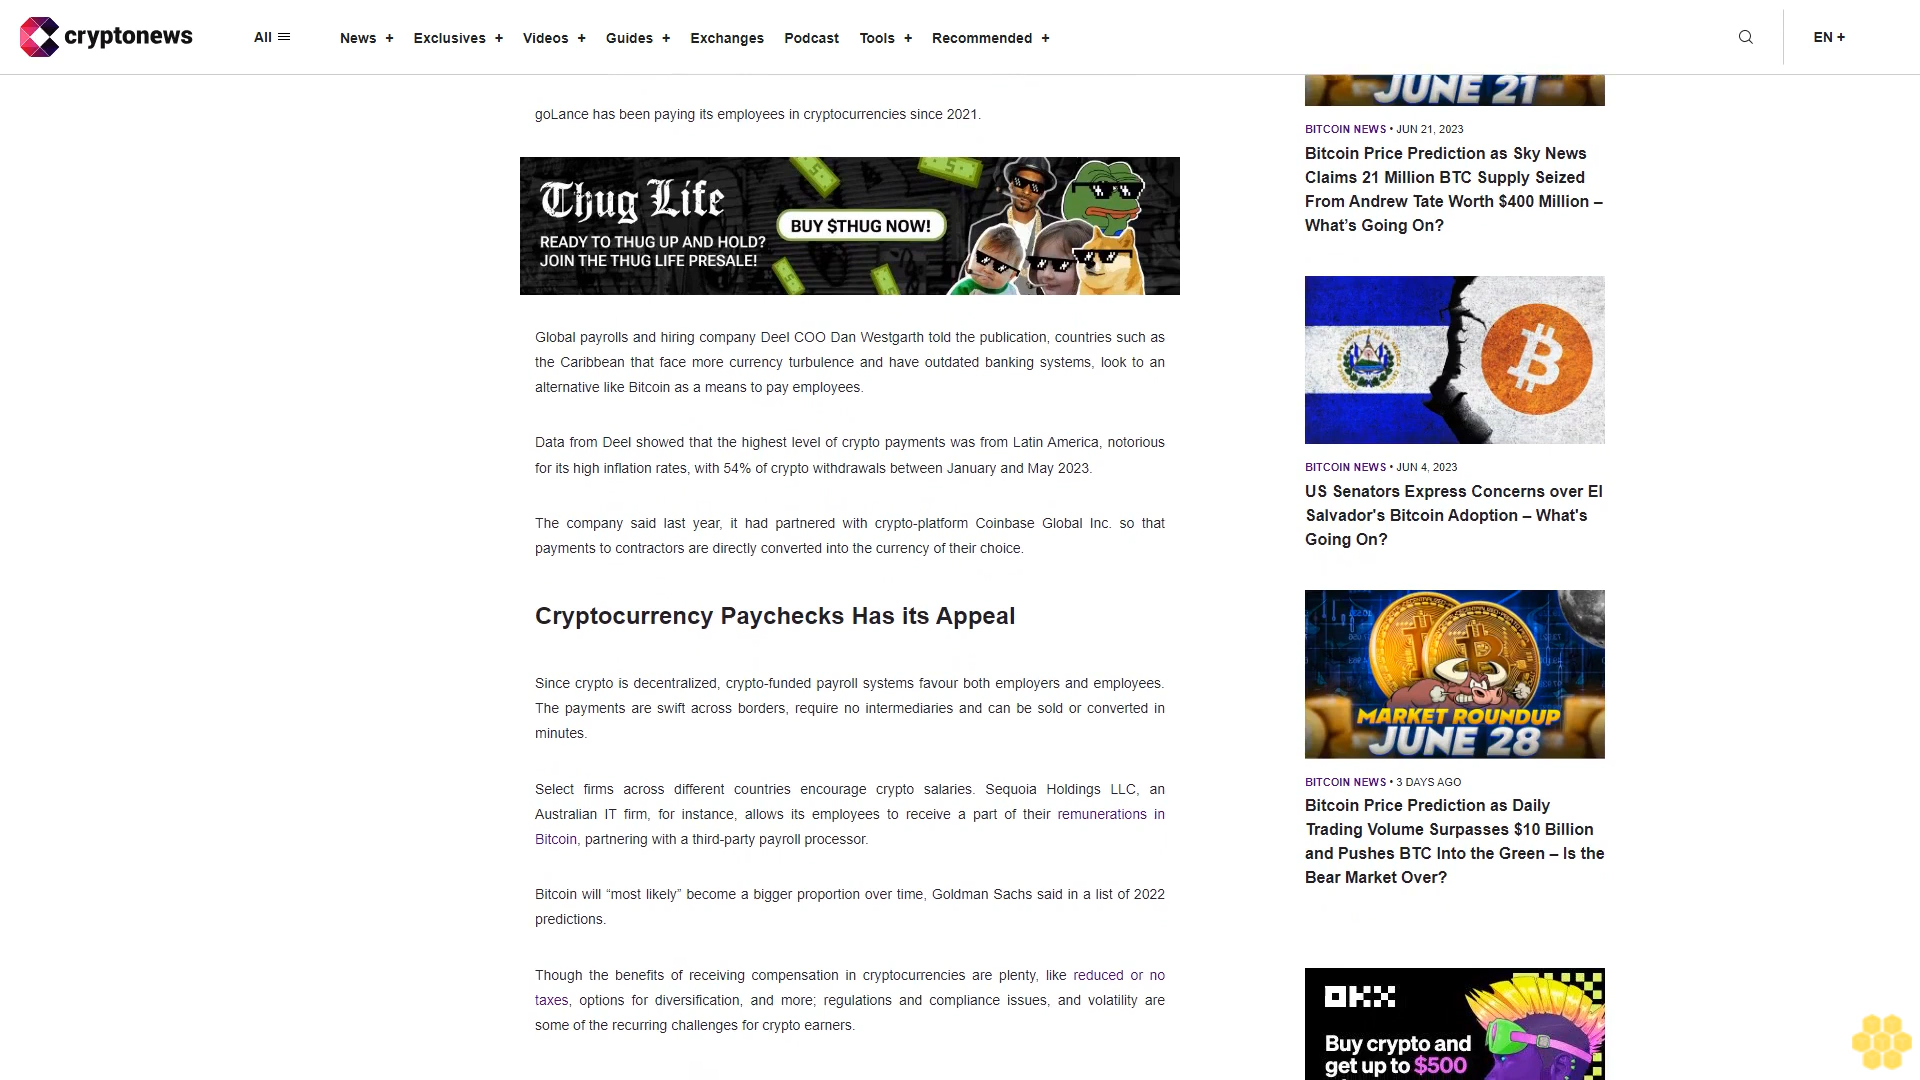 cryptonews
All
News +
Exclusives +
Videos +
Guides +
Exchanges
Podcast
Tools +
Recommended +
EN +
goLance has been paying its employees in cryptocurrencies since 2021.
Thug Life
READY TO THUG UP AND HOLD?
JOIN THE THUG LIFE PRESALE!
BUY $THUG NOW!
Global payrolls and hiring company Deel COO Dan Westgarth told the publication, countries such as
the Caribbean that face more currency turbulence and have outdated banking systems, look to an
alternative like Bitcoin as a means to pay employees.
Data from Deel showed that the highest level of crypto payments was from Latin America, notorious
for its high inflation rates, with 54% of crypto withdrawals between January and May 2023.
The company said last year, it had partnered with crypto-platform Coinbase Global Inc. so that
payments to contractors are directly converted into the currency of their choice.
Cryptocurrency Paychecks Has its Appeal
Since crypto is decentralized, crypto-funded payroll systems favour both employers and employees.
The payments are swift across borders, require no intermediaries and can be sold or converted in
minutes.
Select firms across different countries encourage crypto salaries. Sequoia Holdings LLC, an
Australian IT firm, for instance, allows its employees to receive a part of their remunerations in
Bitcoin, partnering with a third-party payroll processor.
Bitcoin will “most likely” become a bigger proportion over time, Goldman Sachs said in a list of 2022
predictions.
Though the benefits of receiving compensation in cryptocurrencies are plenty, like reduced or no
taxes, options for diversification, and more; regulations and compliance issues, and volatility are
some of the recurring challenges for crypto earners.
JUNE 21
BITCOIN NEWS • JUN 21, 2023
Bitcoin Price Prediction as Sky News
Claims 21 Million BTC Supply Seized
From Andrew Tate Worth $400 Million –
What’s Going On?
BITCOIN NEWS • JUN 4, 2023
US Senators Express Concerns over El
Salvador's Bitcoin Adoption – What's
Going On?
MARKET ROUNDUP
JUNE 28
BITCOIN NEWS • 3 DAYS AGO
Bitcoin Price Prediction as Daily
Trading Volume Surpasses $10 Billion
and Pushes BTC Into the Green – Is the
Bear Market Over?
OKX
Buy crypto and
get up to $500